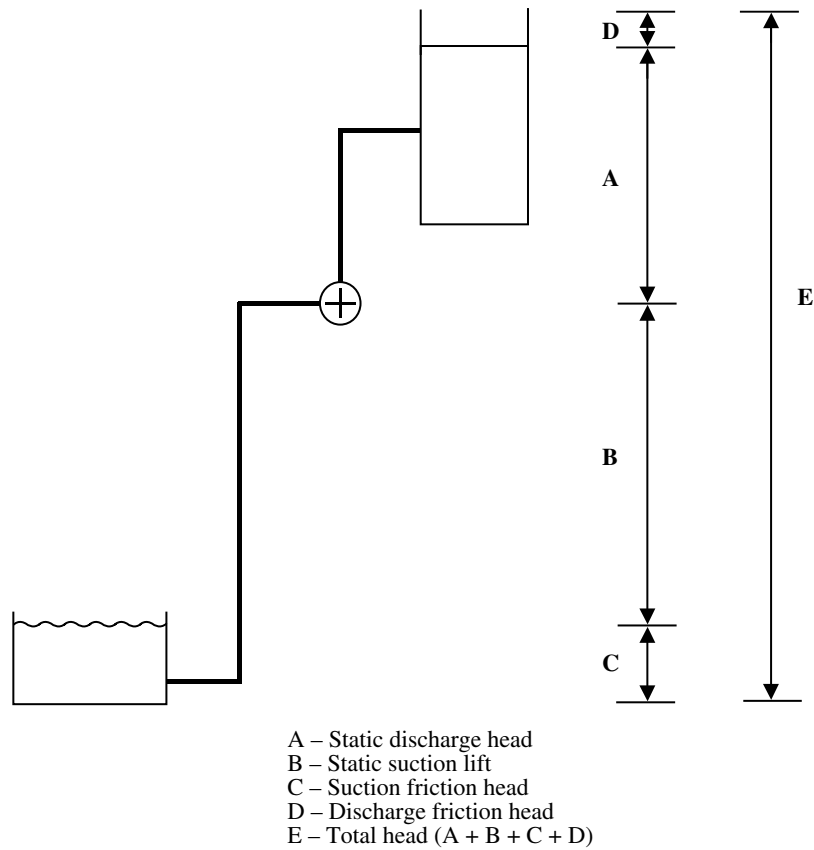 D
A
E
B
C
A – Static discharge head
B – Static suction lift
C – Suction friction head
D – Discharge friction head
E – Total head (A + B + C + D)